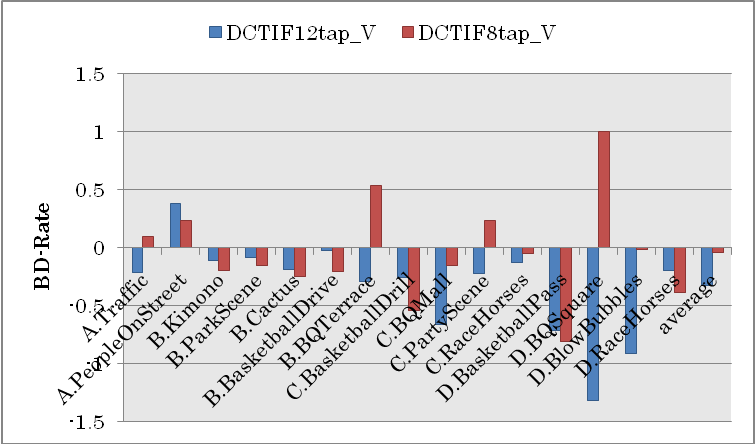 DCTIF12tap_V DCTIF8tap_V
1.5
1
0.5
0
-0.5
-1
-1.5
BD-Rate
A.Traffic
A.PeopleOnStreet
B.Kimono
B.ParkScene
B.Cactus
B.BasketballDrive
B.BQTerrace
C.BasketballDrill
C.BQMall
C.PartyScene
C.RaceHorses
D.BasketballPass
D.BQSquare
D.BlowBubbles
D.RaceHorses
average